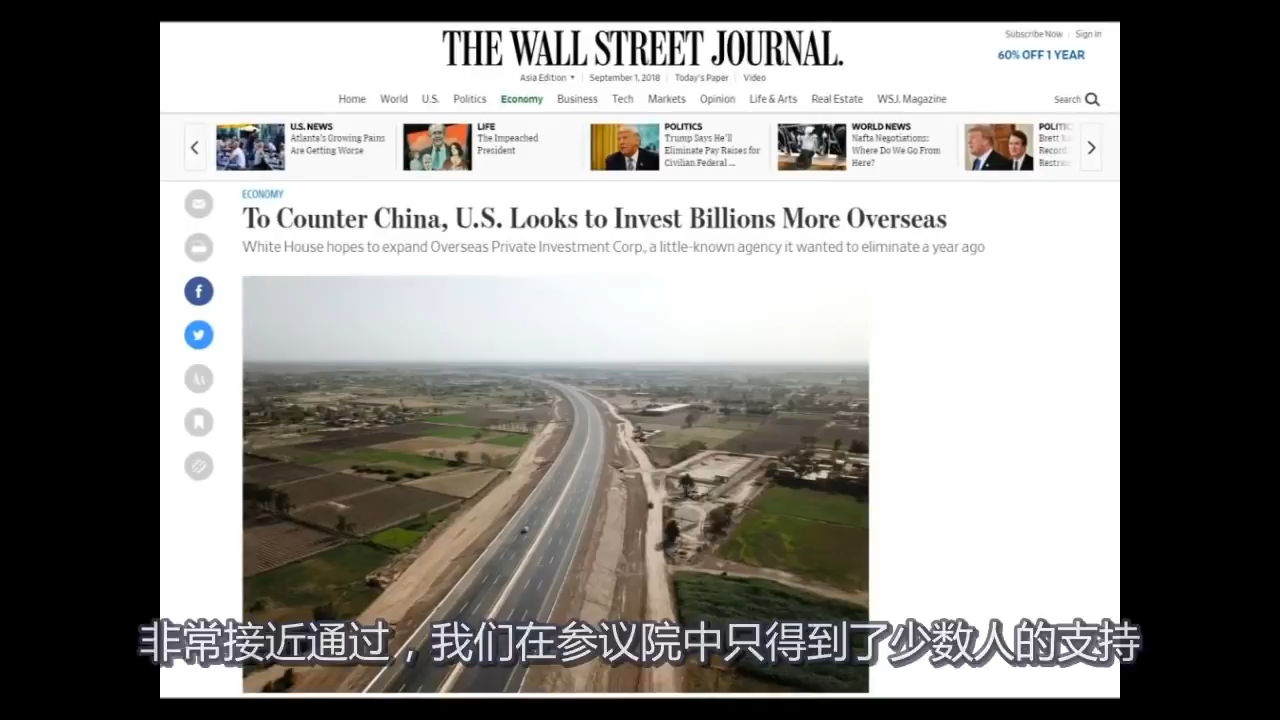 THE WALL STREET JOURNAL.
Subscribe Now | Sign In
60% OFF 1 YEAR
Asia Edition ▾ | September 1, 2018 | Today's Paper | Video
Home World U.S. Politics Economy Business Tech Markets Opinion Life & Arts Real Estate WSJ. Magazine
Search
U.S. NEWS
Atlanta's Growing Pains
Are Getting Worse
LIFE
The Impeached
President
POLITICS
Trump Says He'll
Eliminate Pay Raises for
Civilian Federal ...
WORLD NEWS
Nafta Negotiations:
Where Do We Go From
Here?
POLITIC
Brett K
Record
Restra
ECONOMY
To Counter China, U.S. Looks to Invest Billions More Overseas
White House hopes to expand Overseas Private Investment Corp., a little-known agency it wanted to eliminate a year ago
非常接近通过，我们在参议院中只得到了少数人的支持